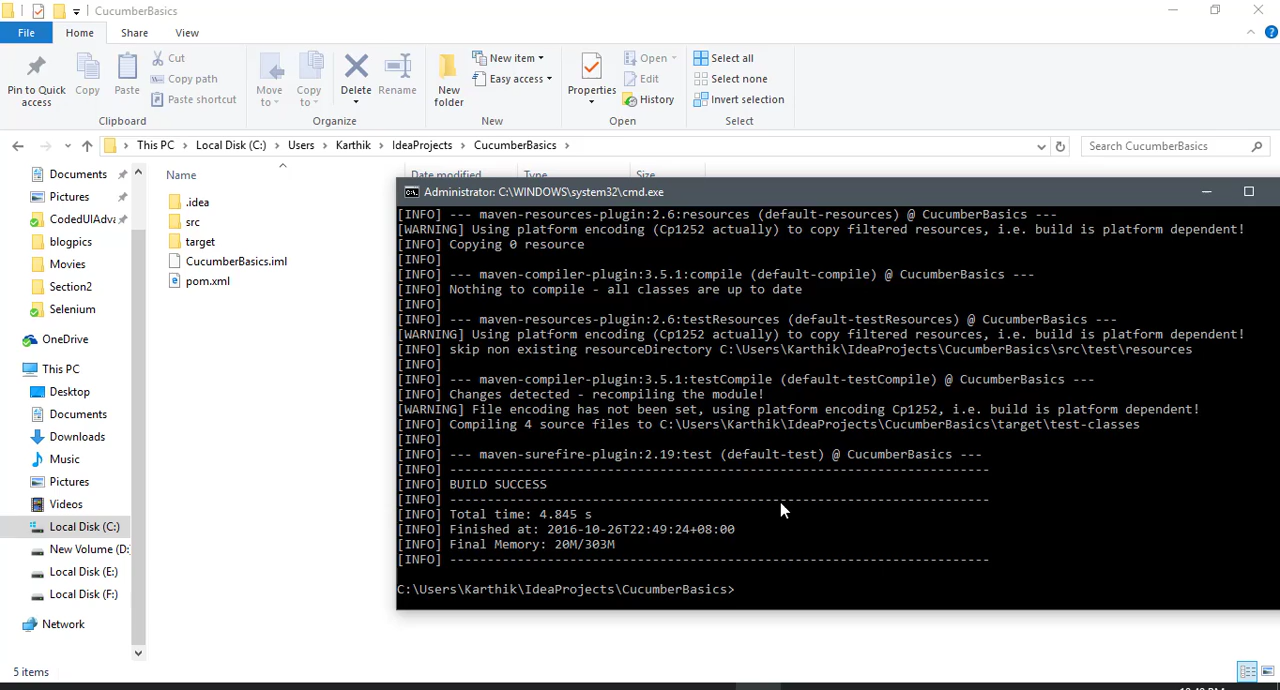 CucumberBasics
File Home Share View
Pin to Quick access
Copy
Paste
Cut
Copy path
Paste shortcut
Clipboard
Move to
Copy to
Delete
Rename
Organize
New folder
New item
Easy access
New
Properties
Open
Edit
History
Open
Select all
Select none
Invert selection
Select
This PC > Local Disk (C:) > Users > Karthik > IdeaProjects > CucumberBasics >
Search CucumberBasics
Documents
Pictures
CodedUIAdva
blogpics
Movies
Section2
Selenium
OneDrive
This PC
Desktop
Documents
Downloads
Music
Pictures
Videos
Local Disk (C:)
New Volume (D:
Local Disk (E:)
Local Disk (F:)
Network
Name Date modified Type Size
.idea
src
target
CucumberBasics.iml
pom.xml
Administrator: C:\WINDOWS\system32\cmd.exe
[INFO] --- maven-resources-plugin:2.6:resources (default-resources) @ CucumberBasics ---
[WARNING] Using platform encoding (Cp1252 actually) to copy filtered resources, i.e. build is platform dependent!
[INFO] Copying 0 resource
[INFO]
[INFO] --- maven-compiler-plugin:3.5.1:compile (default-compile) @ CucumberBasics ---
[INFO] Nothing to compile - all classes are up to date
[INFO]
[INFO] --- maven-resources-plugin:2.6:testResources (default-testResources) @ CucumberBasics ---
[WARNING] Using platform encoding (Cp1252 actually) to copy filtered resources, i.e. build is platform dependent!
[INFO] skip non existing resourceDirectory C:\Users\Karthik\IdeaProjects\CucumberBasics\src\test\resources
[INFO]
[INFO] --- maven-compiler-plugin:3.5.1:testCompile (default-testCompile) @ CucumberBasics ---
[INFO] Changes detected - recompiling the module!
[WARNING] File encoding has not been set, using platform encoding Cp1252, i.e. build is platform dependent!
[INFO] Compiling 4 source files to C:\Users\Karthik\IdeaProjects\CucumberBasics\target\test-classes
[INFO]
[INFO] --- maven-surefire-plugin:2.19:test (default-test) @ CucumberBasics ---
[INFO] ------------------------------------------------------------------------
[INFO] BUILD SUCCESS
[INFO] ------------------------------------------------------------------------
[INFO] Total time: 4.845 s
[INFO] Finished at: 2016-10-26T22:49:24+08:00
[INFO] Final Memory: 20M/303M
[INFO] ------------------------------------------------------------------------
C:\Users\Karthik\IdeaProjects\CucumberBasics>
5 items